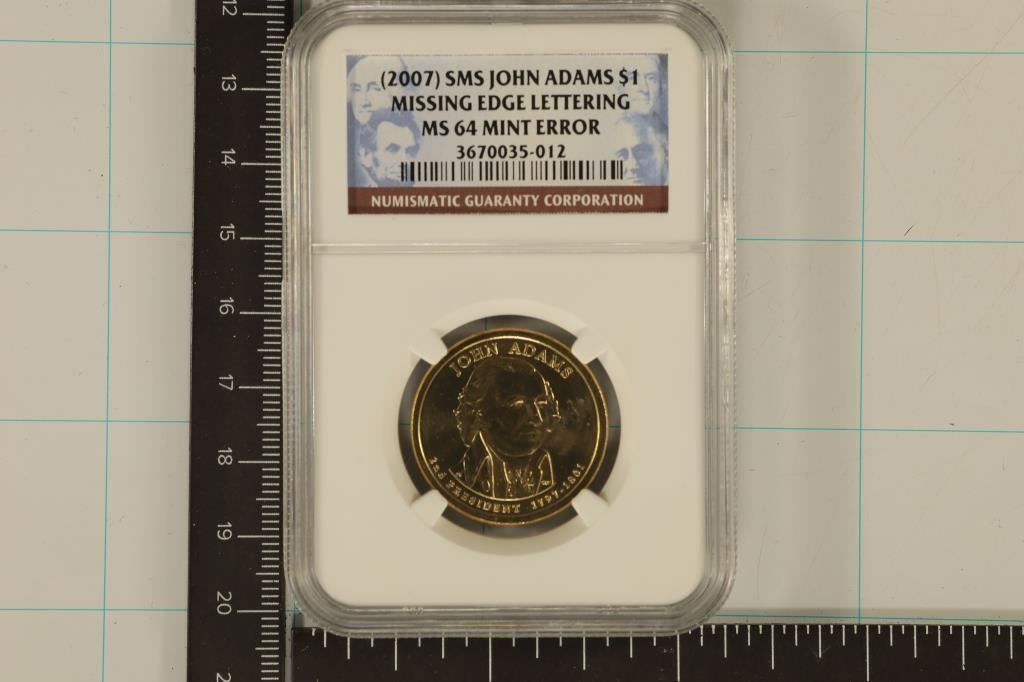 (2007) SMS JOHN ADAMS $1
MISSING EDGE LETTERING
MS 64 MINT ERROR
3670035-012
NUMISMATIC GUARANTY CORPORATION
JOHN ADAMS
2nd PRESIDENT 1797-1801
12
13
14
15
16
17
18
19
20